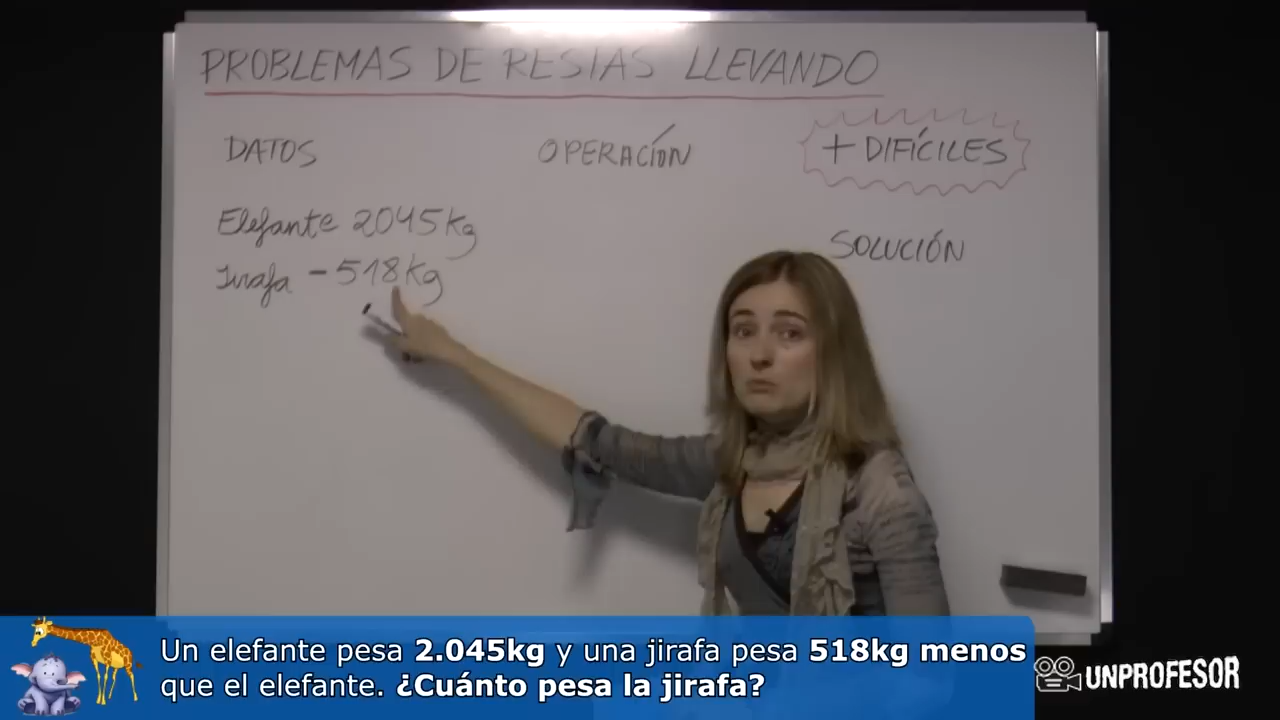 PROBLEMAS DE RESTAS LLEVANDO
DATOS
OPERACIÓN
+ DIFÍCILES
Elefante 2045 kg
Jirafa - 518 kg
SOLUCIÓN
Un elefante pesa 2.045kg y una jirafa pesa 518kg menos
que el elefante. ¿Cuánto pesa la jirafa?
UNPROFESOR